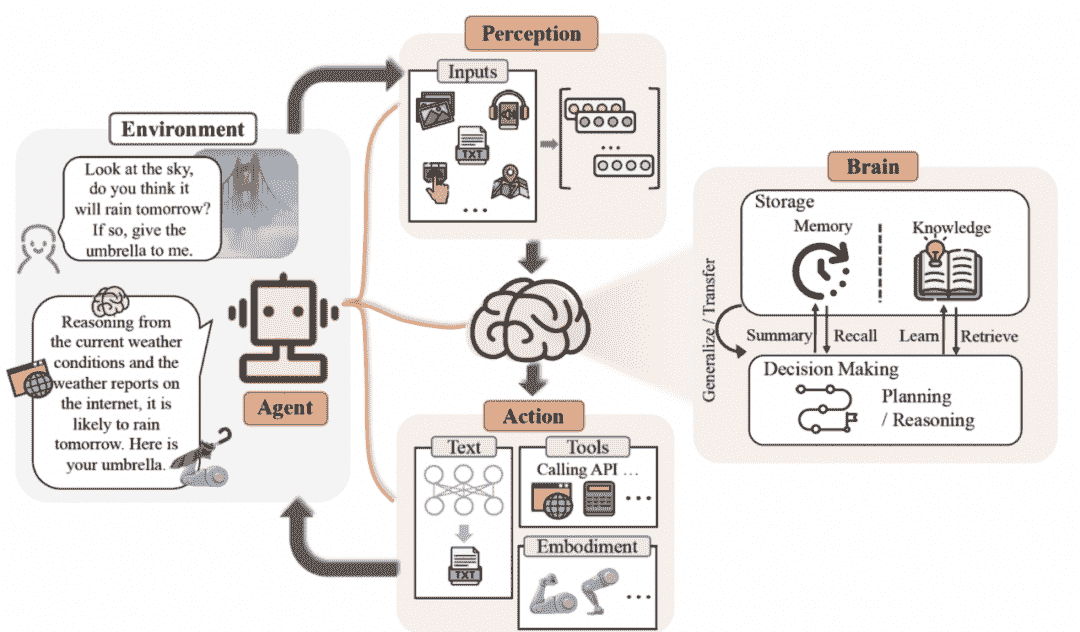 Perception
Inputs
TXT
...
...
Environment
Look at the sky,
do you think it
will rain tomorrow?
If so, give the
umbrella to me.
Reasoning from
the current weather
conditions and the
weather reports on
the internet, it is
likely to rain
tomorrow. Here is
your umbrella.
Agent
Action
Text
TXT
Tools
Calling API ...
...
Embodiment
...
Brain
Storage
Memory
Knowledge
Generalize / Transfer
Summary
Recall
Learn
Retrieve
Decision Making
Planning
/ Reasoning